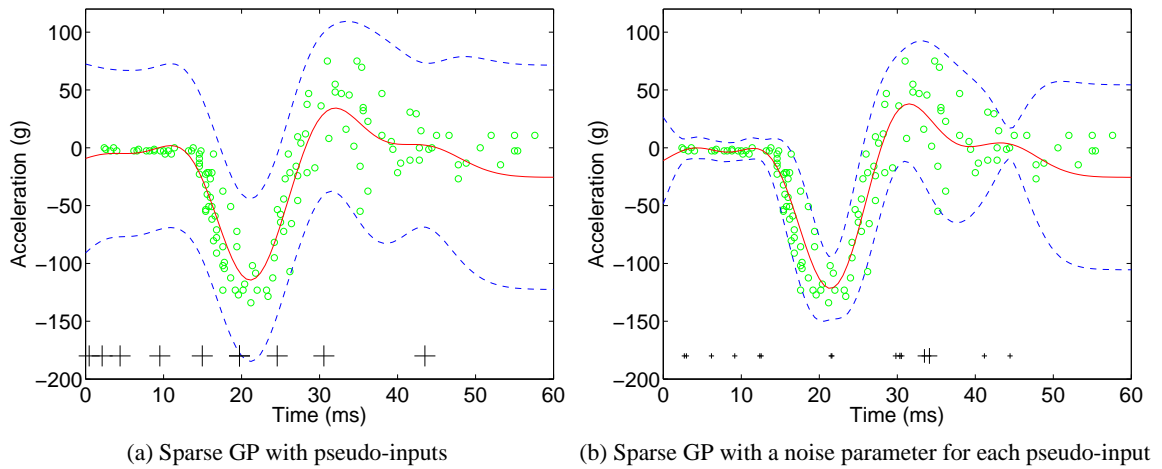 100
50
0
−50
−100
−150
−200
Acceleration (g)
0 10 20 30 40 50 60
Time (ms)
(a) Sparse GP with pseudo-inputs
100
50
0
−50
−100
−150
−200
Acceleration (g)
0 10 20 30 40 50 60
Time (ms)
(b) Sparse GP with a noise parameter for each pseudo-input